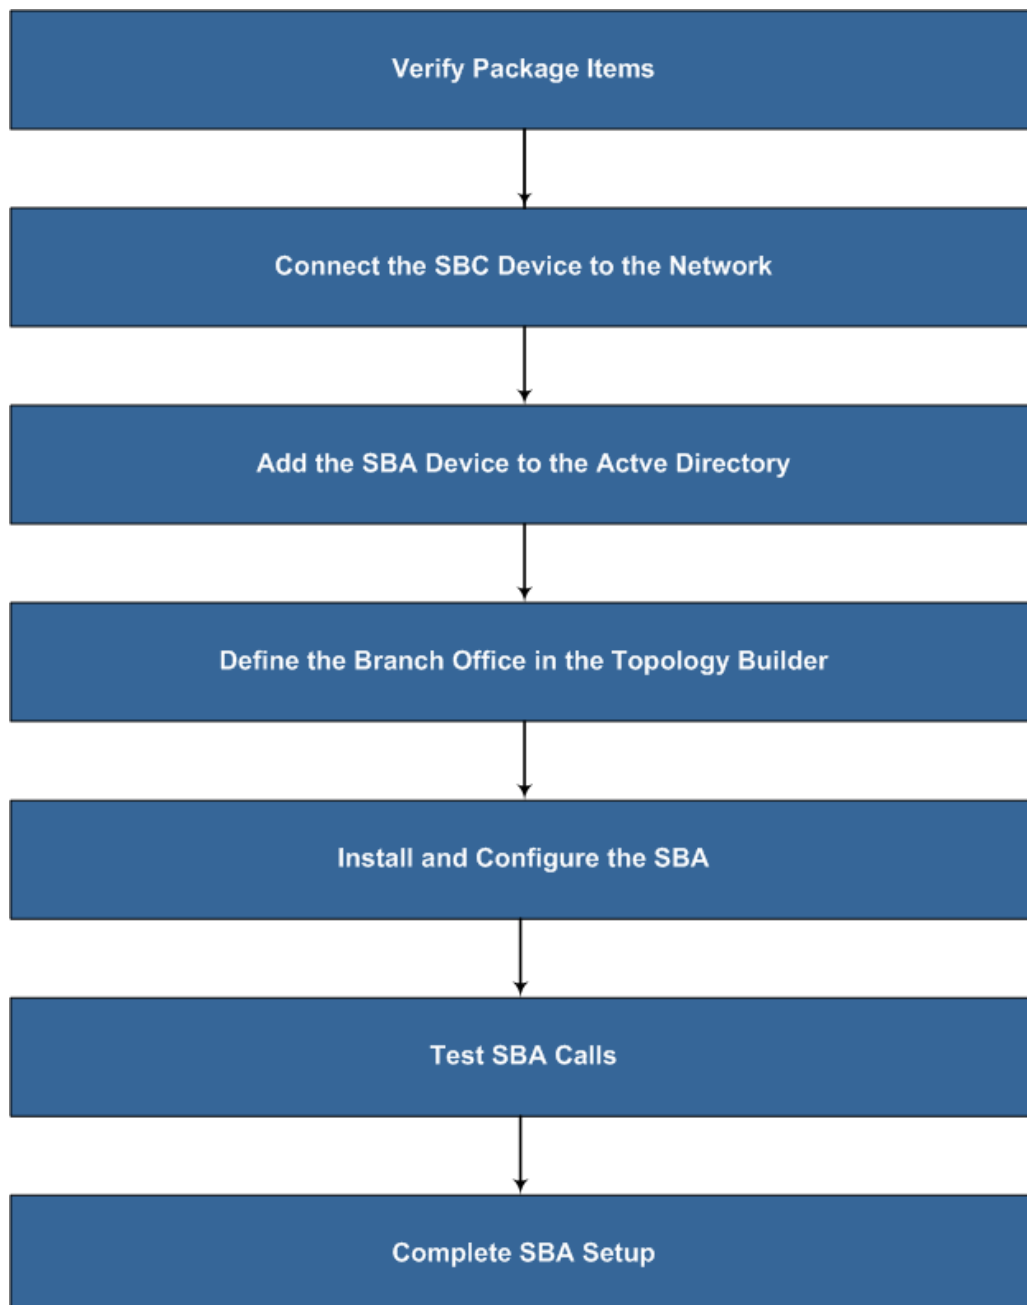 Verify Package Items
Connect the SBC Device to the Network
Add the SBA Device to the Actve Directory
Define the Branch Office in the Topology Builder
Install and Configure the SBA
Test SBA Calls
Complete SBA Setup